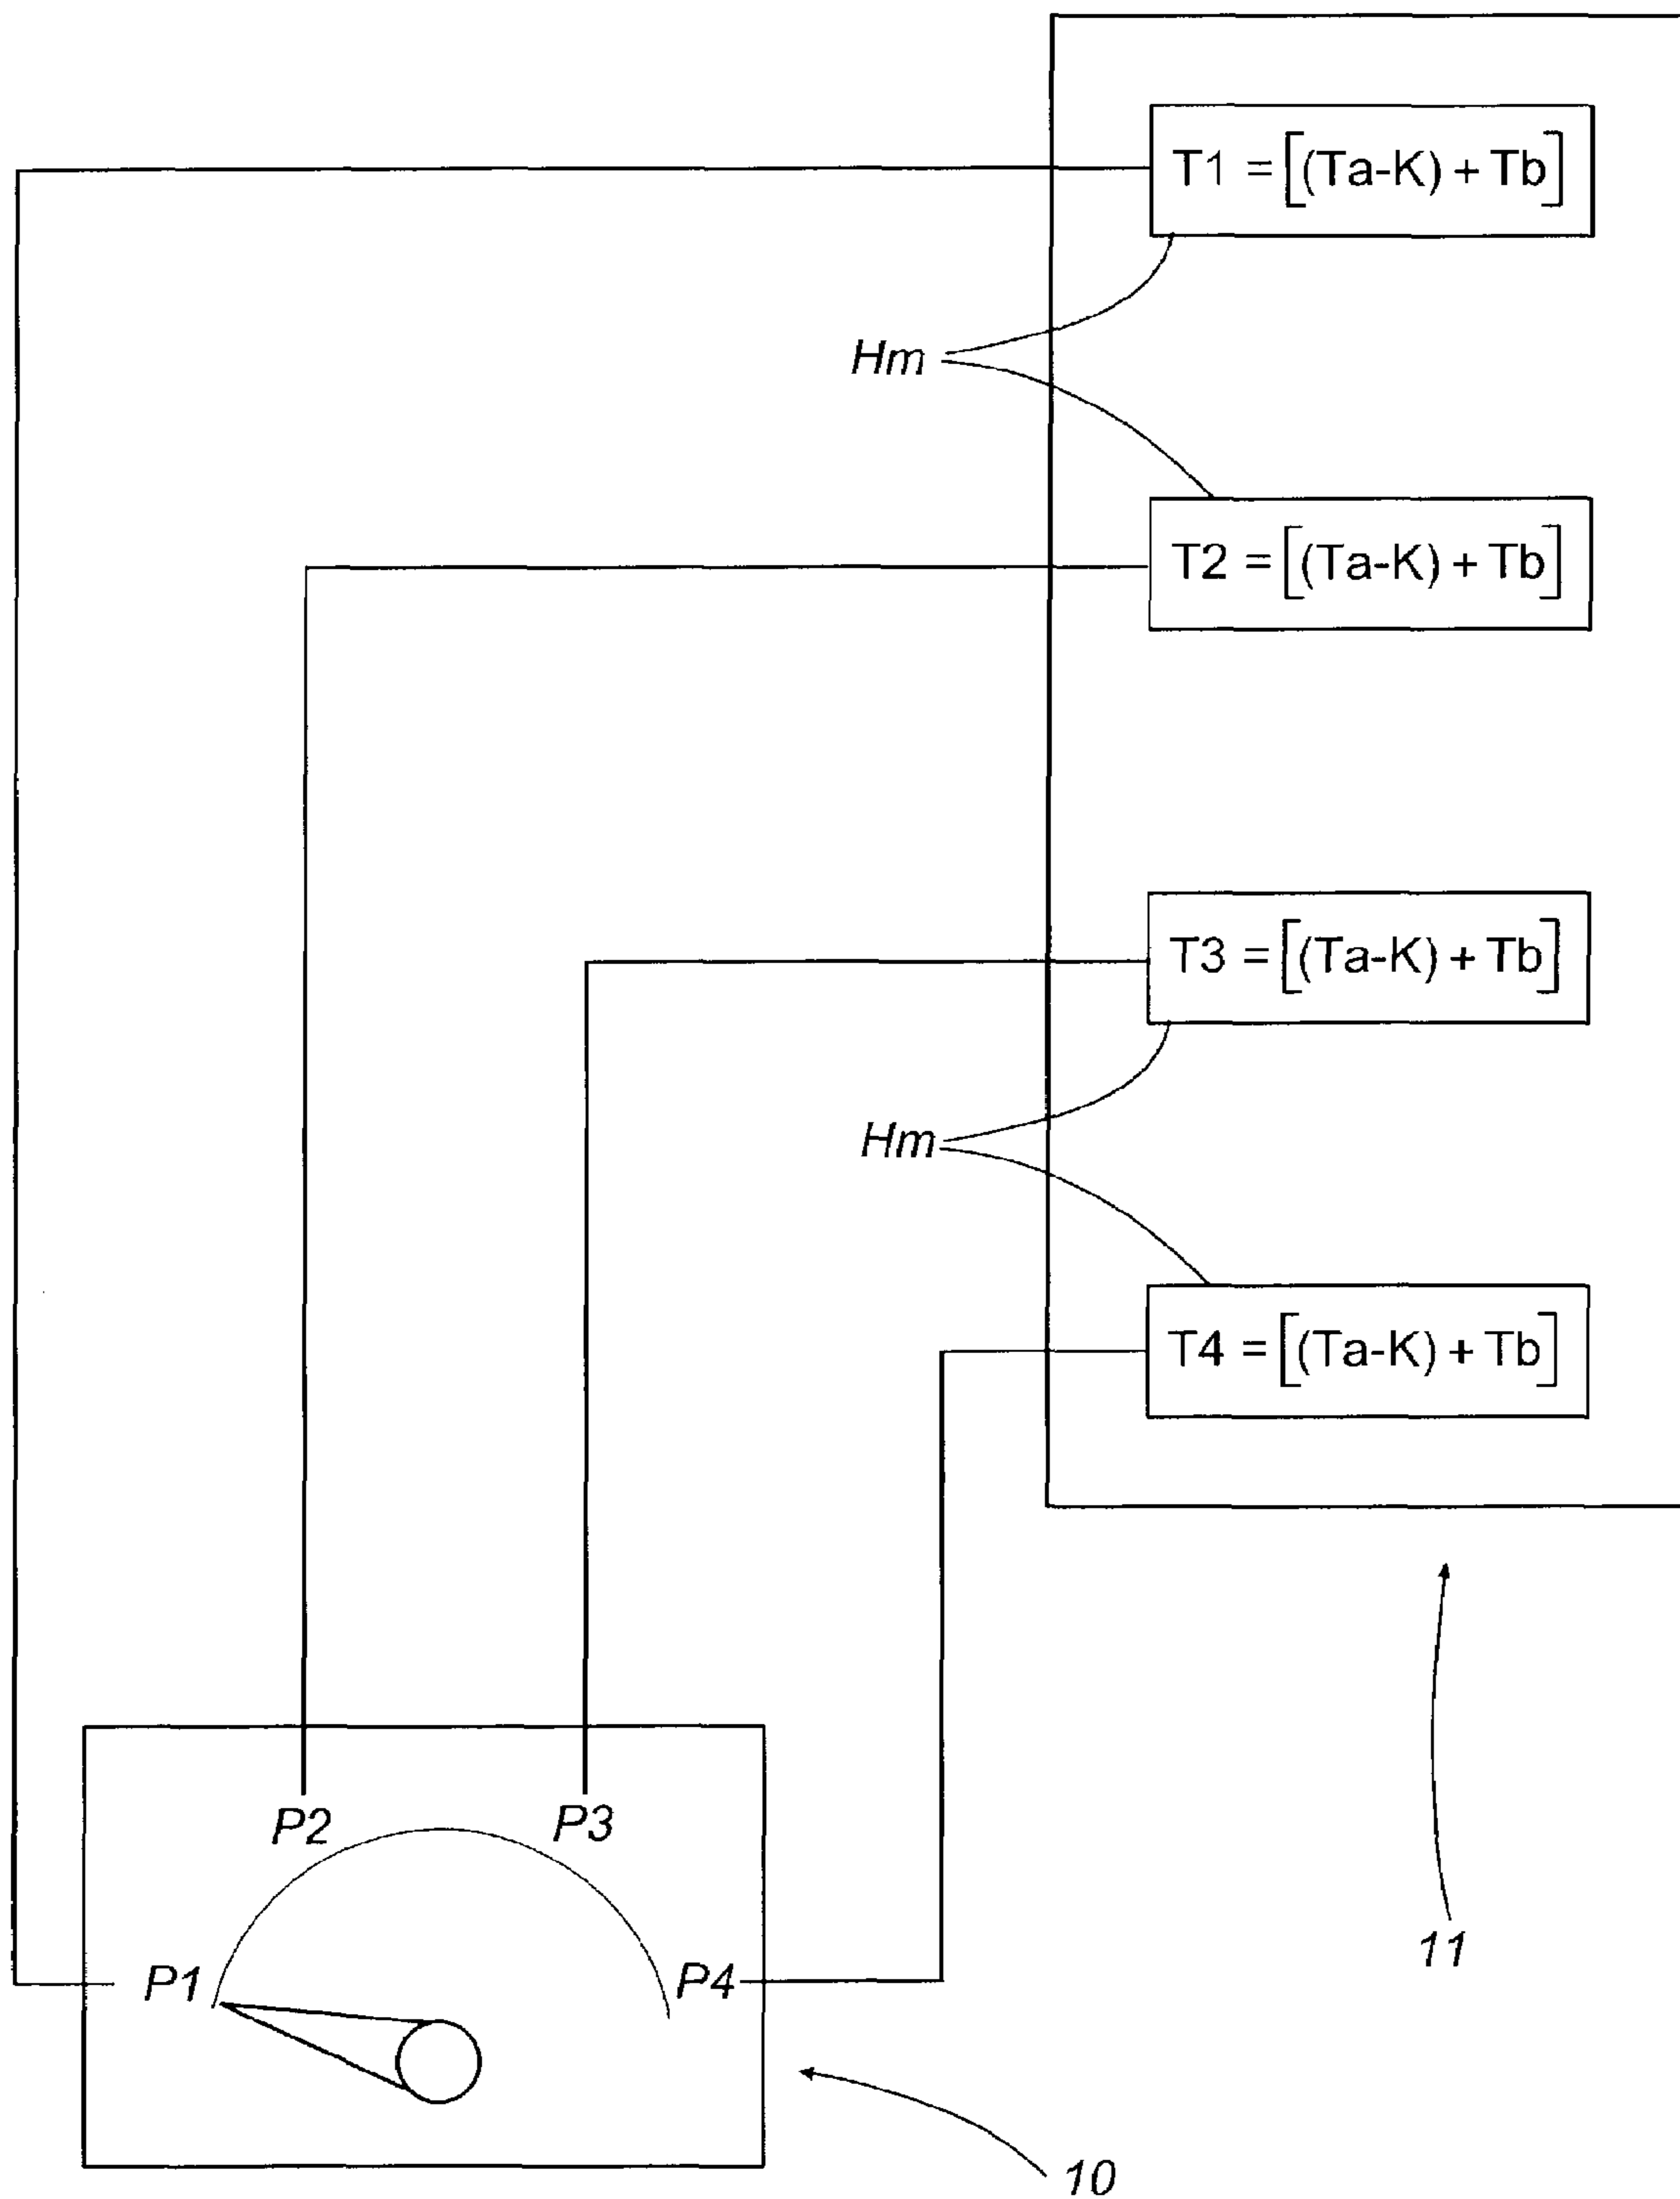 T1 = [(Ta-K) + Tb]
Hm
T2 = [(Ta-K) + Tb]
T3 = [(Ta-K) + Tb]
Hm
T4 = [(Ta-K) + Tb]
P2
P3
P1
P4
11
10